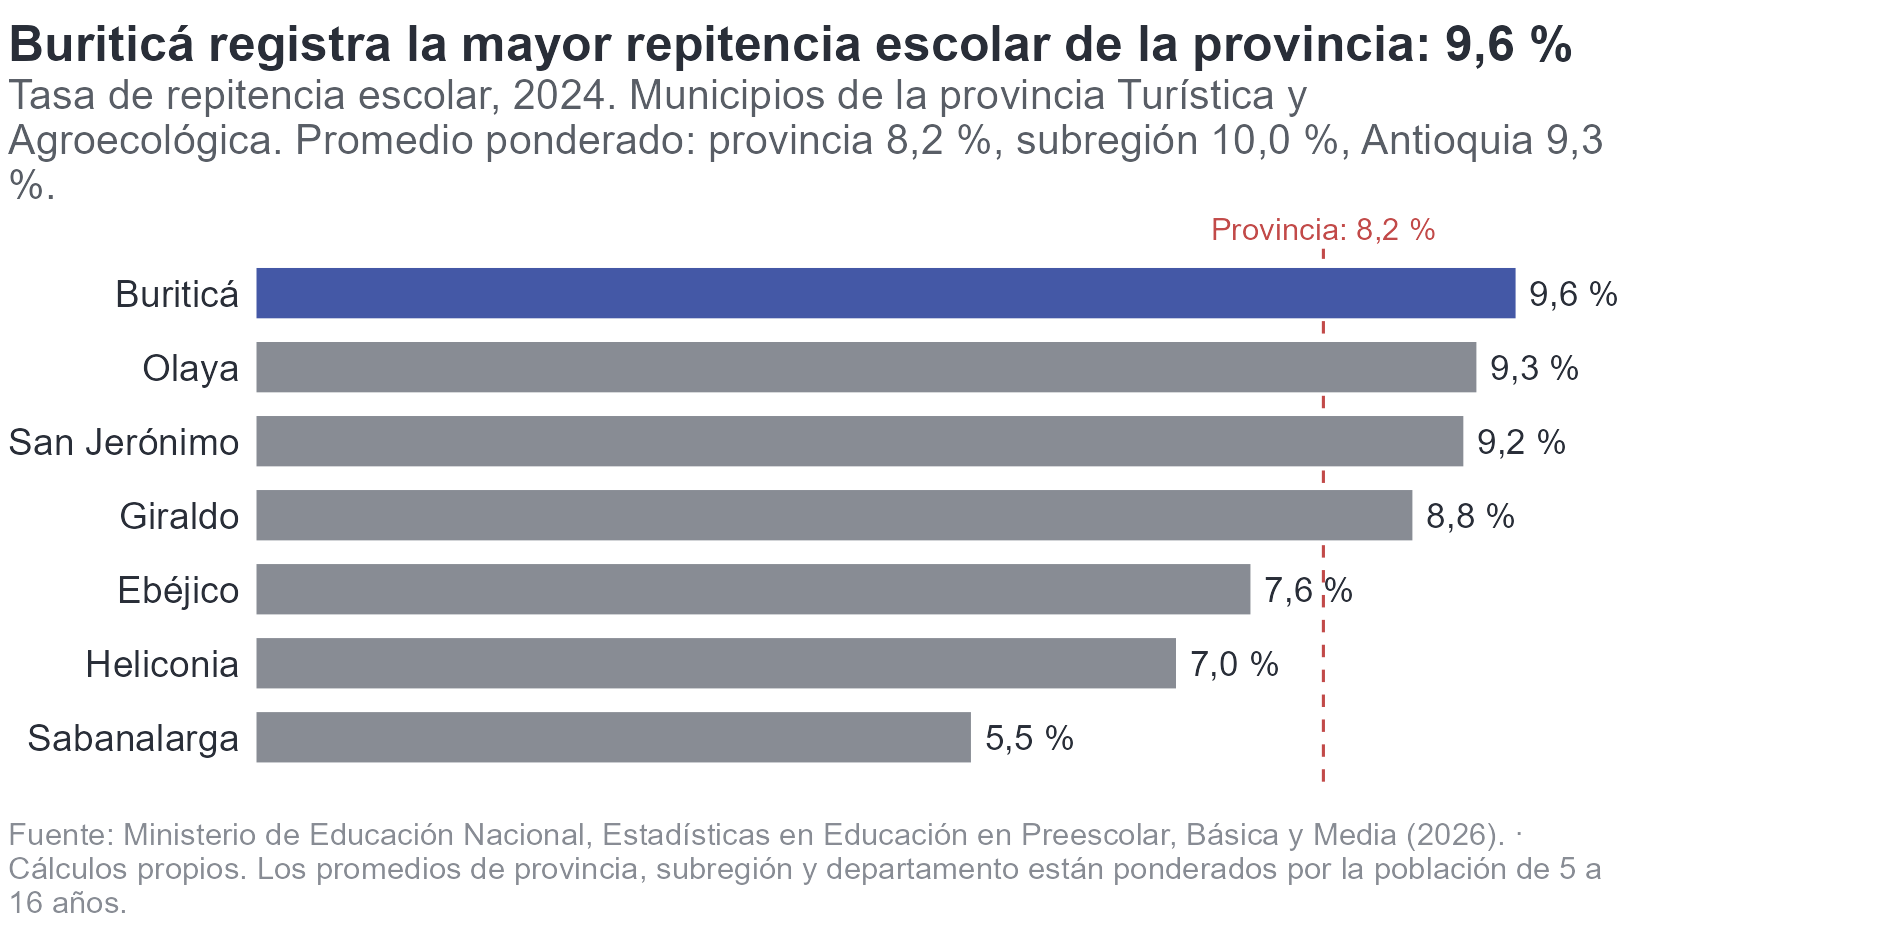 Buriticá registra la mayor repitencia escolar de la provincia: 9,6 %
Tasa de repitencia escolar, 2024. Municipios de la provincia Turística y
Agroecológica. Promedio ponderado: provincia 8,2 %, subregión 10,0 %, Antioquia 9,3
%.
Provincia: 8,2 %
Buriticá 9,6 %
Olaya 9,3 %
San Jerónimo 9,2 %
Giraldo 8,8 %
Ebéjico 7,6 %
Heliconia 7,0 %
Sabanalarga 5,5 %
Fuente: Ministerio de Educación Nacional, Estadísticas en Educación en Preescolar, Básica y Media (2026). ·
Cálculos propios. Los promedios de provincia, subregión y departamento están ponderados por la población de 5 a
16 años.